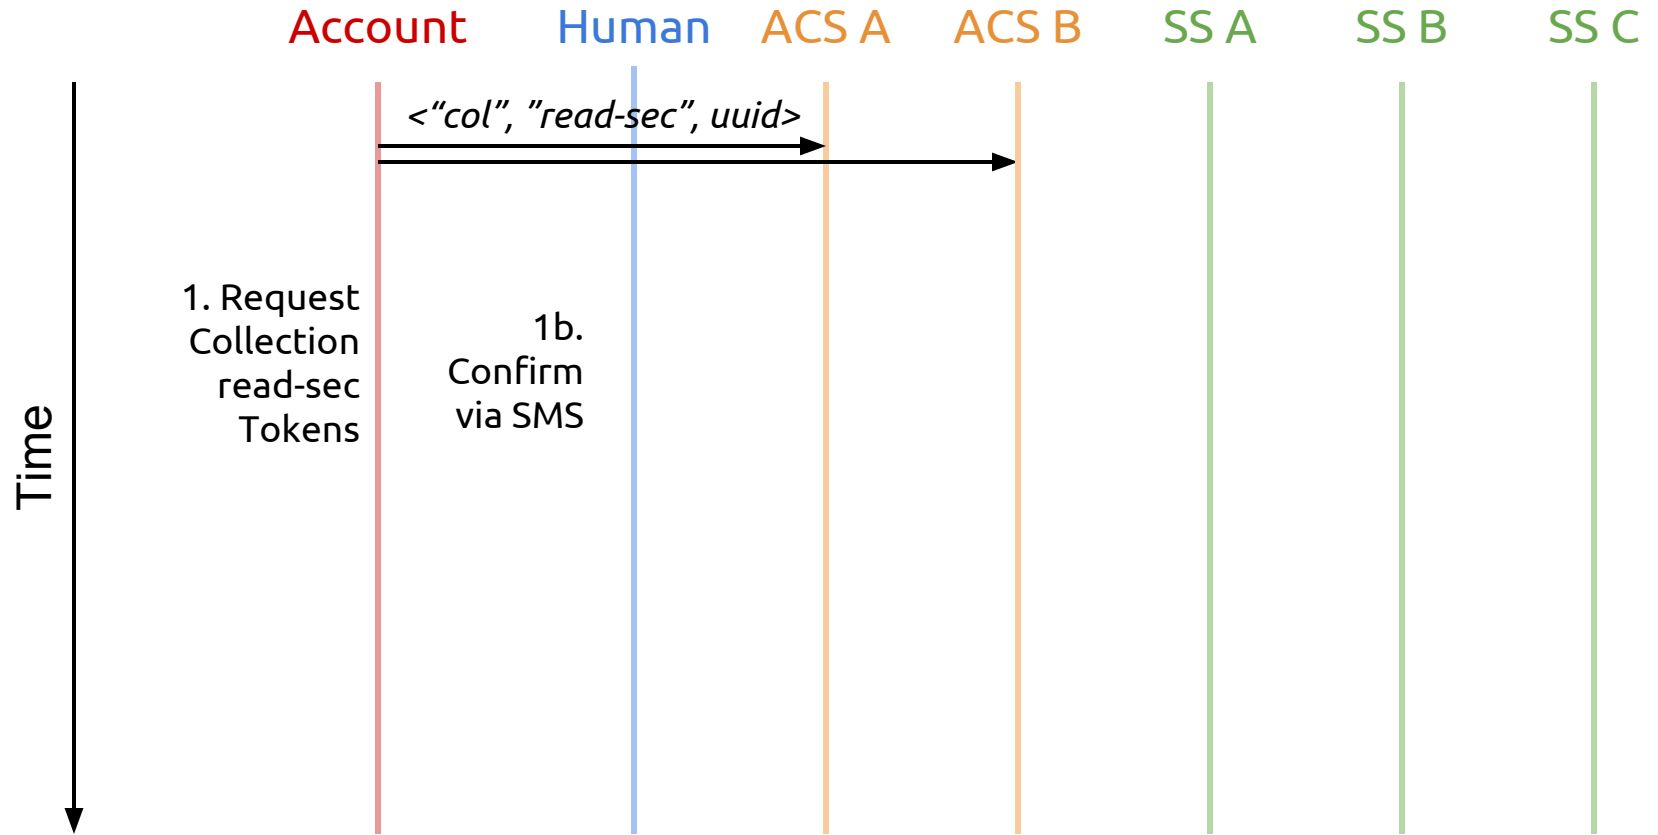 Account Human ACS A ACS B SS A SS B SS C
<“col”, ”read-sec”, uuid>
1. Request
Collection
read-sec
Tokens
1b.
Confirm
via SMS
Time